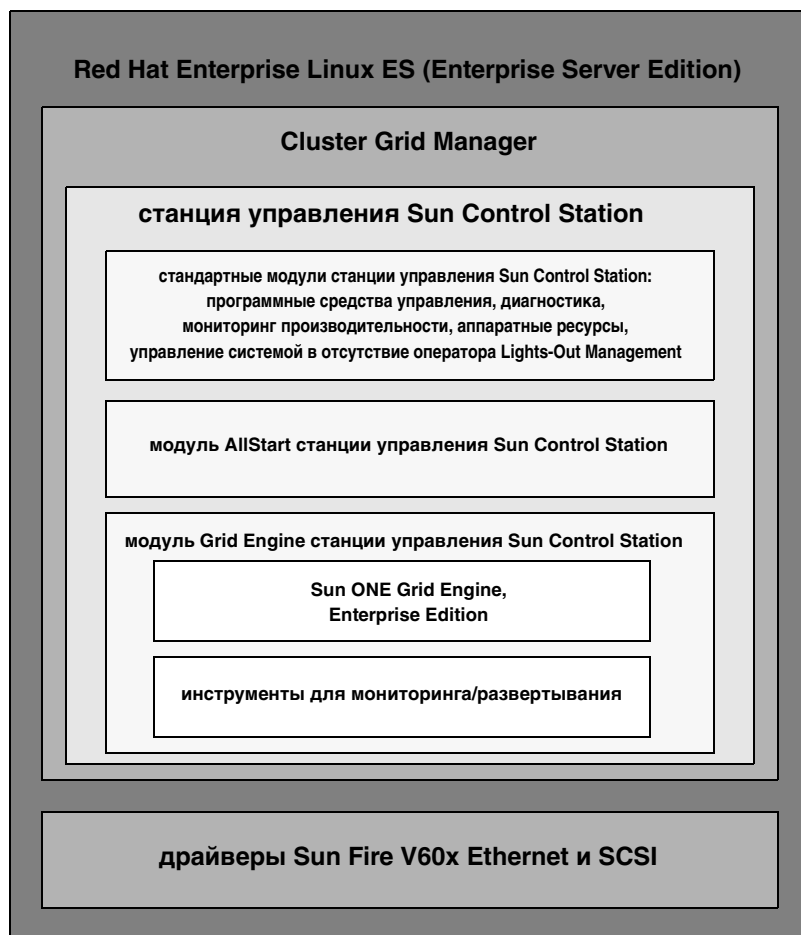 Red Hat Enterprise Linux ES (Enterprise Server Edition)
Cluster Grid Manager
станция управления Sun Control Station
стандартные модули станции управления Sun Control Station:
программные средства управления, диагностика,
мониторинг производительности, аппаратные ресурсы,
управление системой в отсутствие оператора Lights-Out Management
модуль AllStart станции управления Sun Control Station
модуль Grid Engine станции управления Sun Control Station
Sun ONE Grid Engine,
Enterprise Edition
инструменты для мониторинга/развертывания
драйверы Sun Fire V60x Ethernet и SCSI